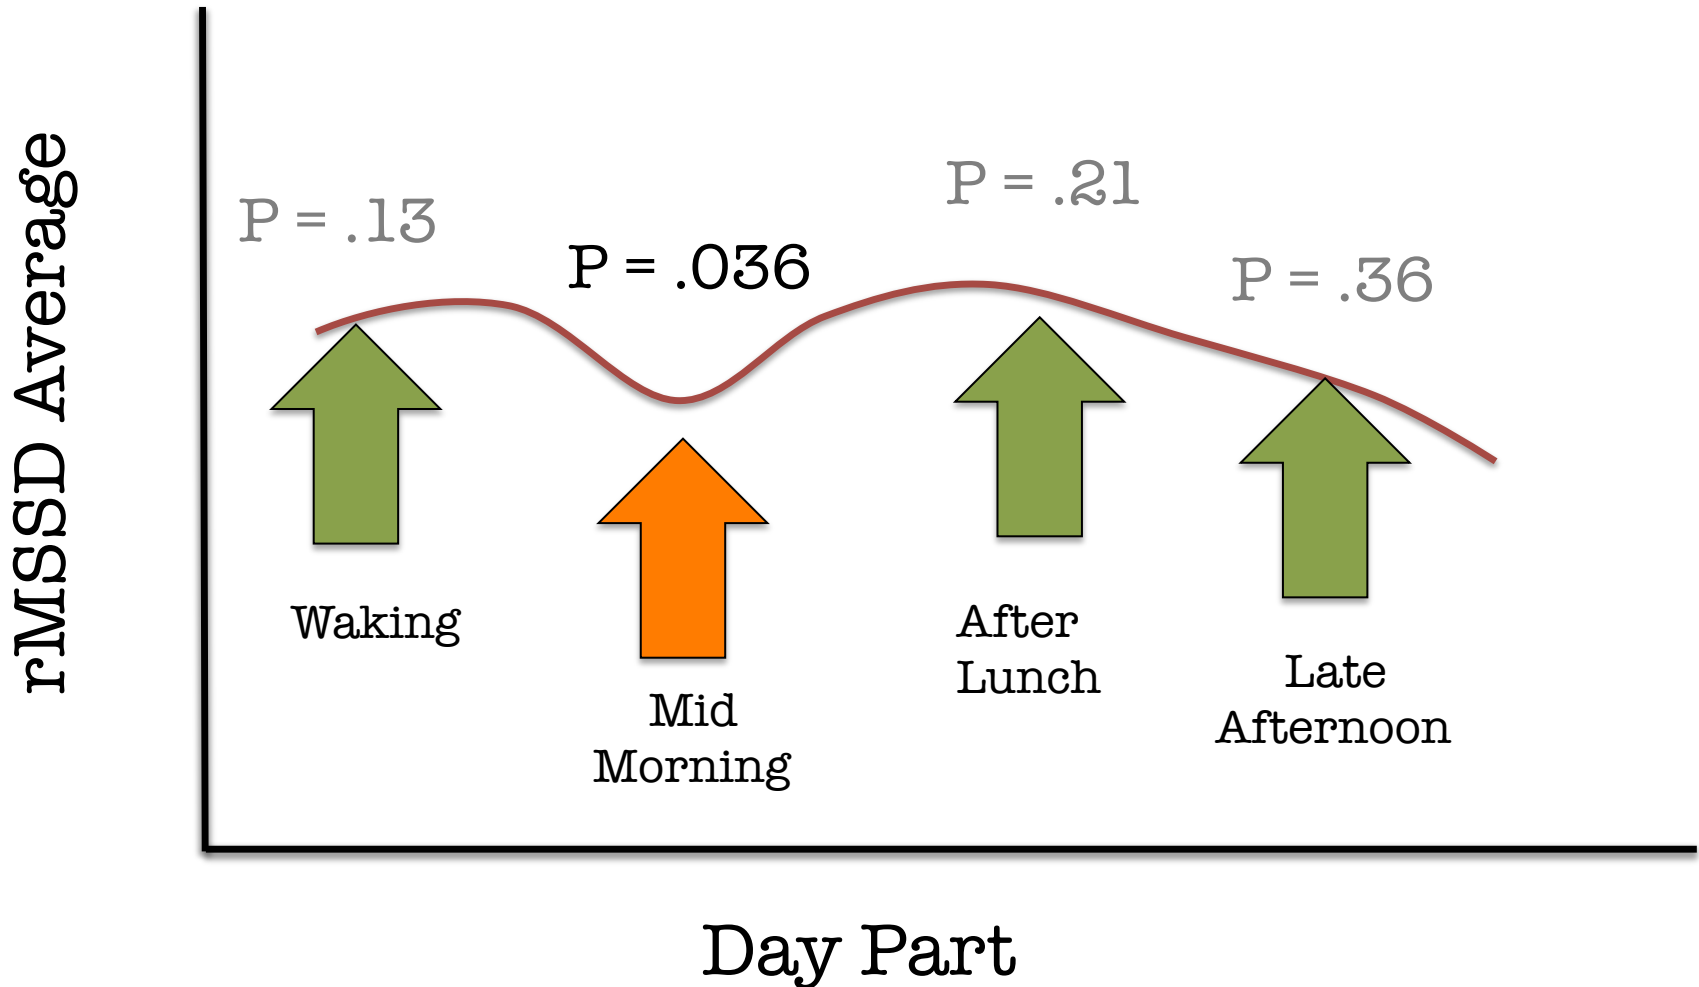 rMSSD Average
P = .13
P = .036
P = .21
P = .36
Waking
Mid
Morning
After
Lunch
Late
Afternoon
Day Part